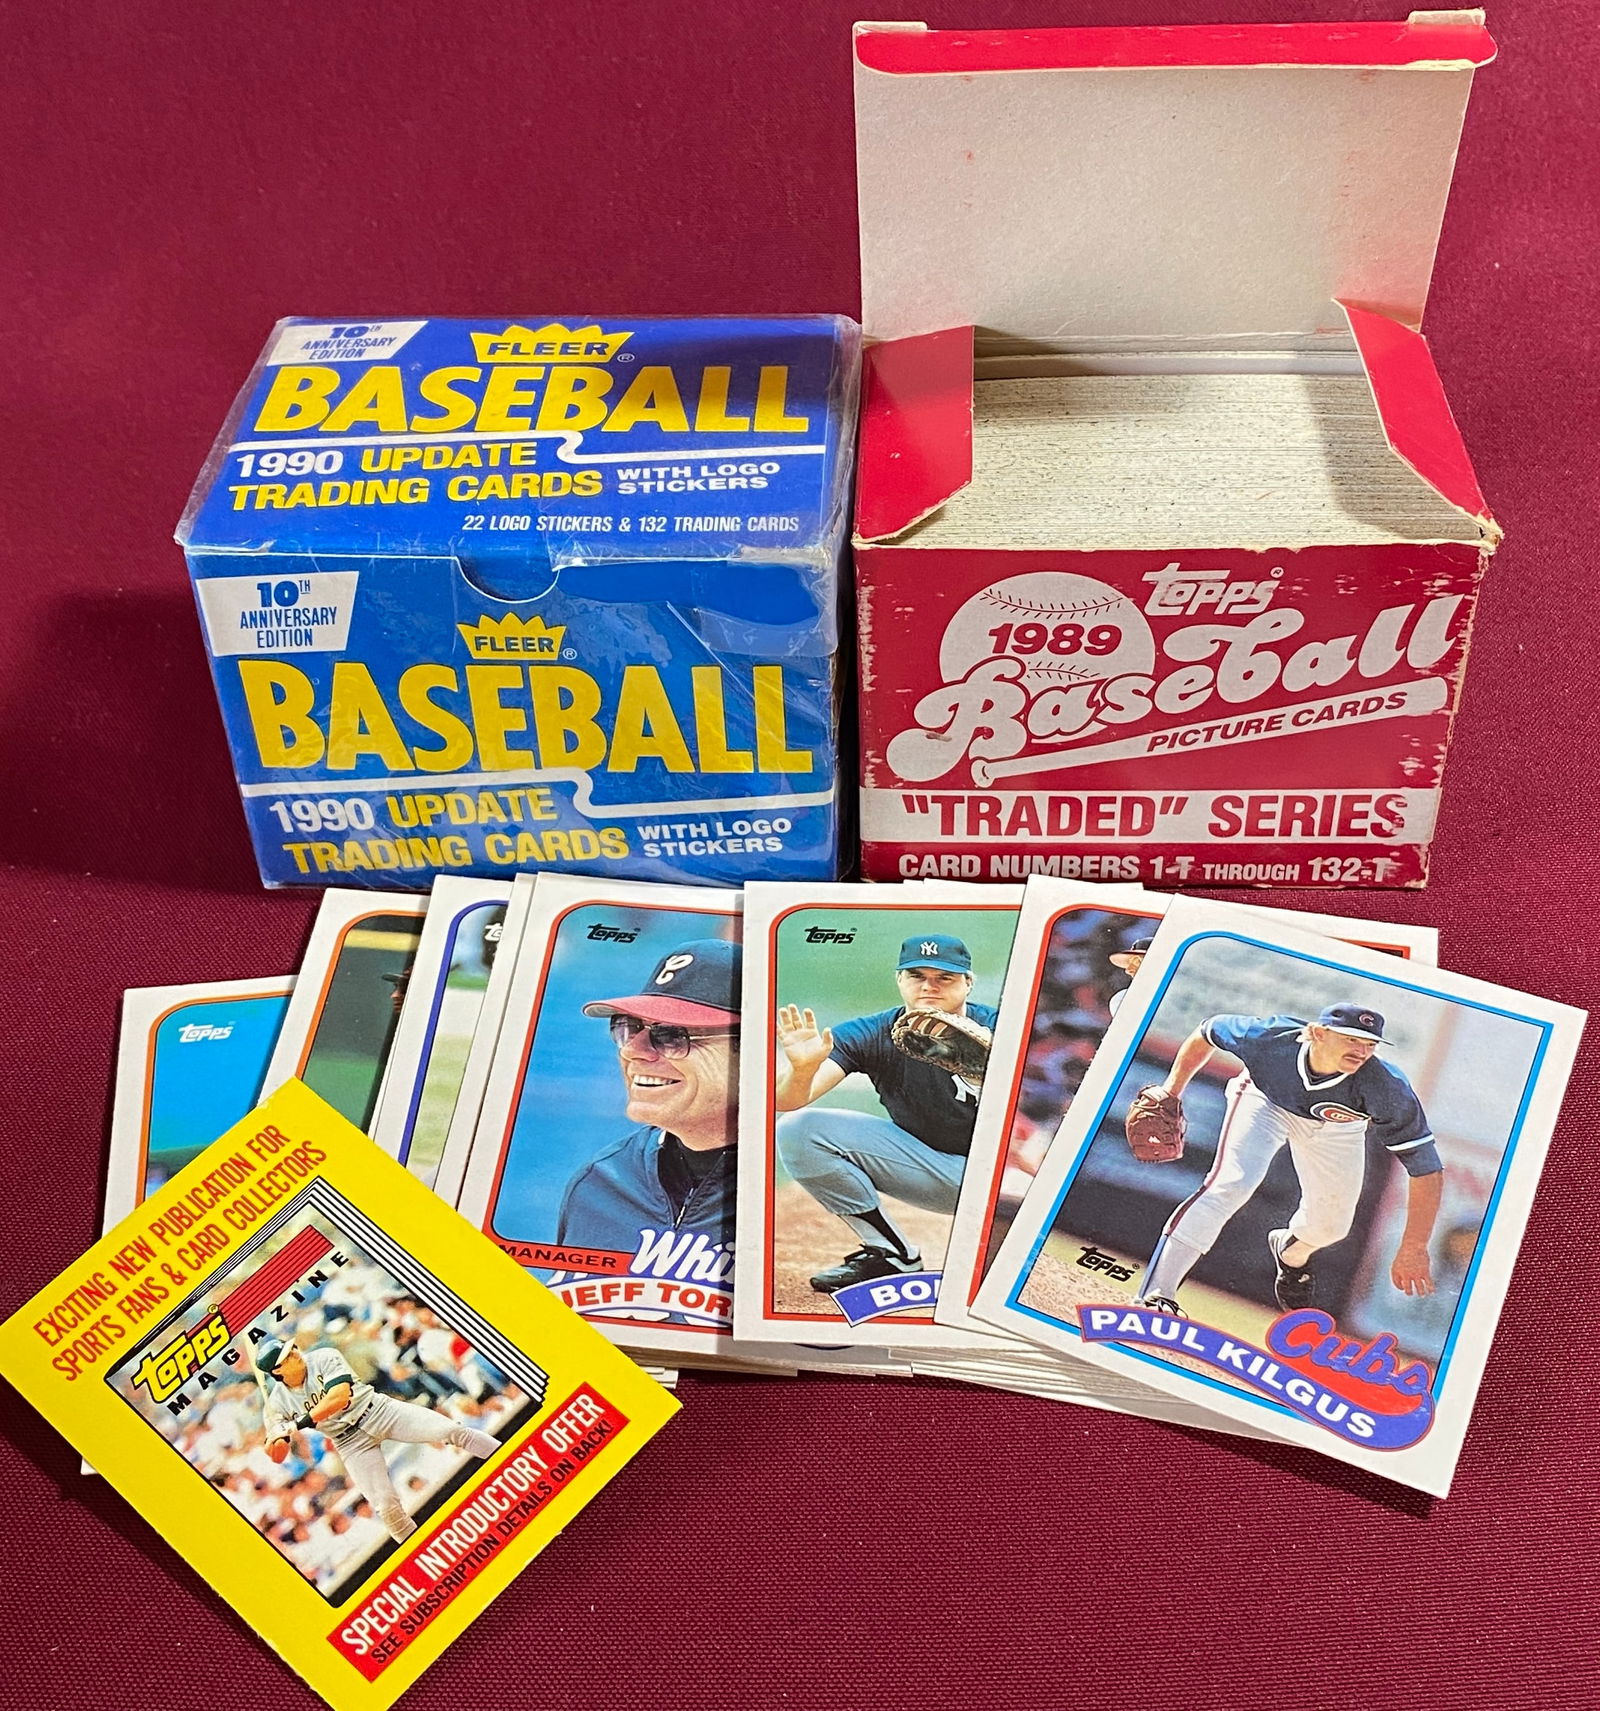 10TH
ANNIVERSARY
EDITION
FLEER®
BASEBALL
1990 UPDATE
TRADING CARDS
WITH LOGO
STICKERS
22 LOGO STICKERS & 132 TRADING CARDS
10TH
ANNIVERSARY
EDITION
FLEER®
BASEBALL
1990 UPDATE
TRADING CARDS
WITH LOGO
STICKERS
topps®
1989
Baseball
PICTURE CARDS
"TRADED" SERIES
CARD NUMBERS 1-T THROUGH 132-T
topps
topps
MANAGER
JEFF TOR
topps
topps
PAUL KILGUS
Cubs
C
NY
EXCITING NEW PUBLICATION FOR
SPORTS FANS & CARD COLLECTORS
topps®
MAGAZINE
SPECIAL INTRODUCTORY OFFER
SEE SUBSCRIPTION DETAILS ON BACK!